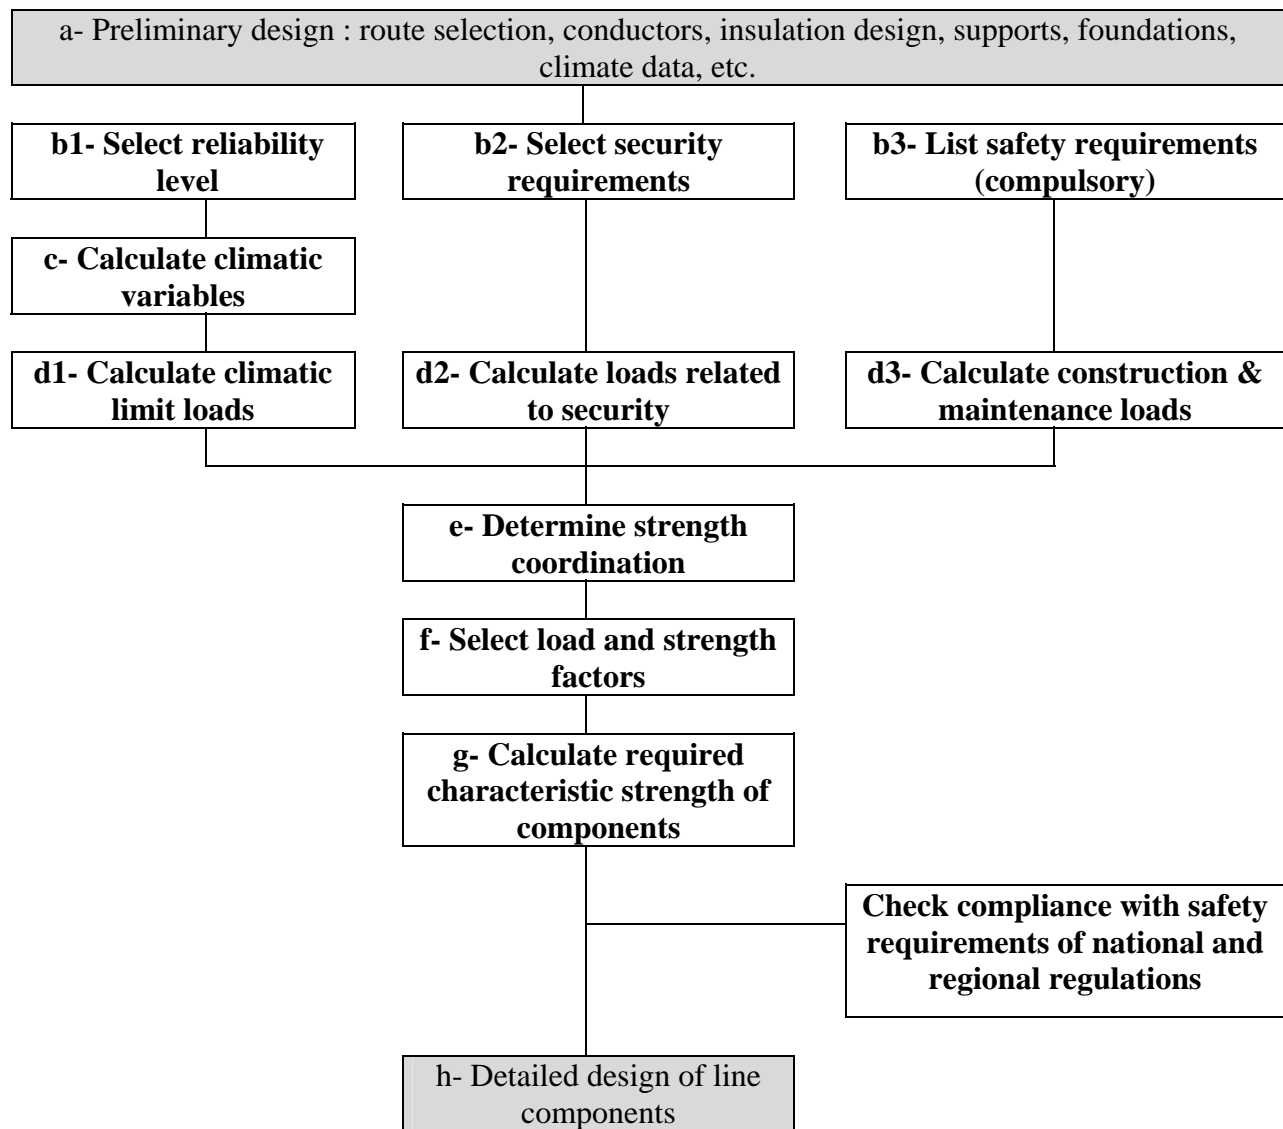 a- Preliminary design : route selection, conductors, insulation design, supports, foundations,
climate data, etc.
b1- Select reliability
level
b2- Select security
requirements
b3- List safety requirements
(compulsory)
c- Calculate climatic
variables
d1- Calculate climatic
limit loads
d2- Calculate loads related
to security
d3- Calculate construction &
maintenance loads
e- Determine strength
coordination
f- Select load and strength
factors
g- Calculate required
characteristic strength of
components
Check compliance with safety
requirements of national and
regional regulations
h- Detailed design of line
components